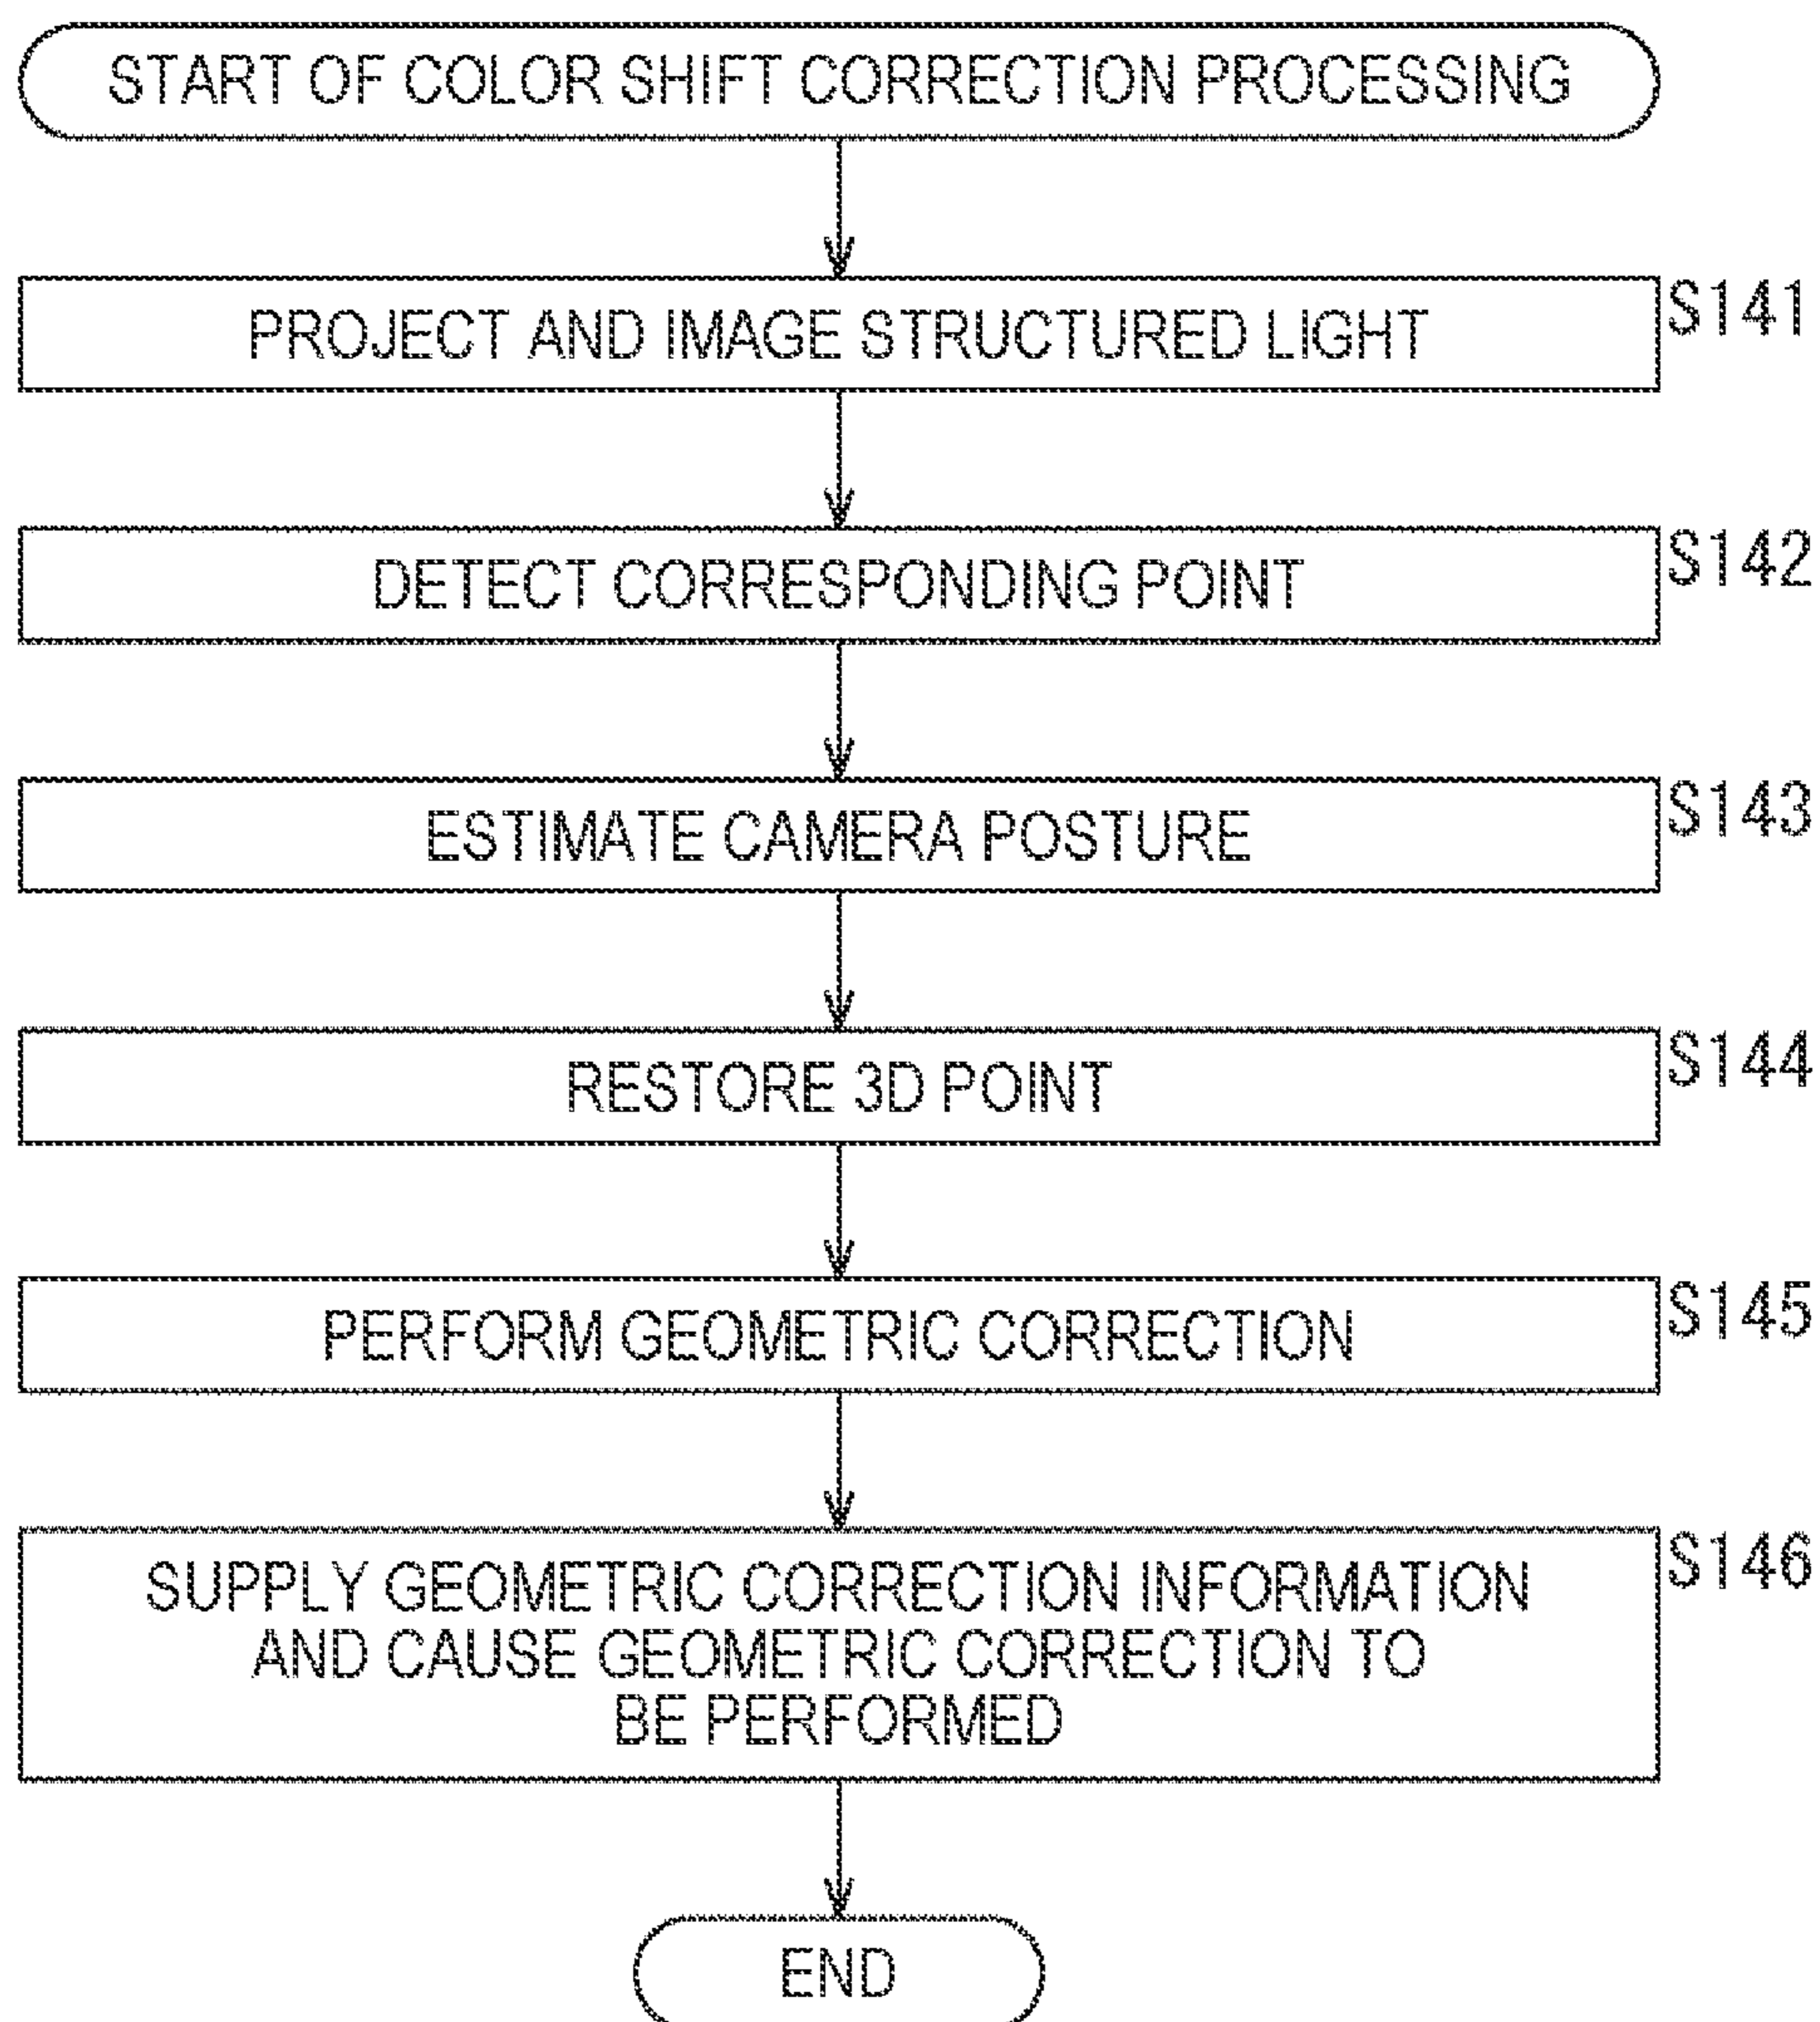 START OF COLOR SHIFT CORRECTION PROCESSING
PROJECT AND IMAGE STRUCTURED LIGHT
S141
DETECT CORRESPONDING POINT
S142
ESTIMATE CAMERA POSTURE
S143
RESTORE 3D POINT
S144
PERFORM GEOMETRIC CORRECTION
S145
SUPPLY GEOMETRIC CORRECTION INFORMATION
S146
AND CAUSE GEOMETRIC CORRECTION TO
BE PERFORMED
END